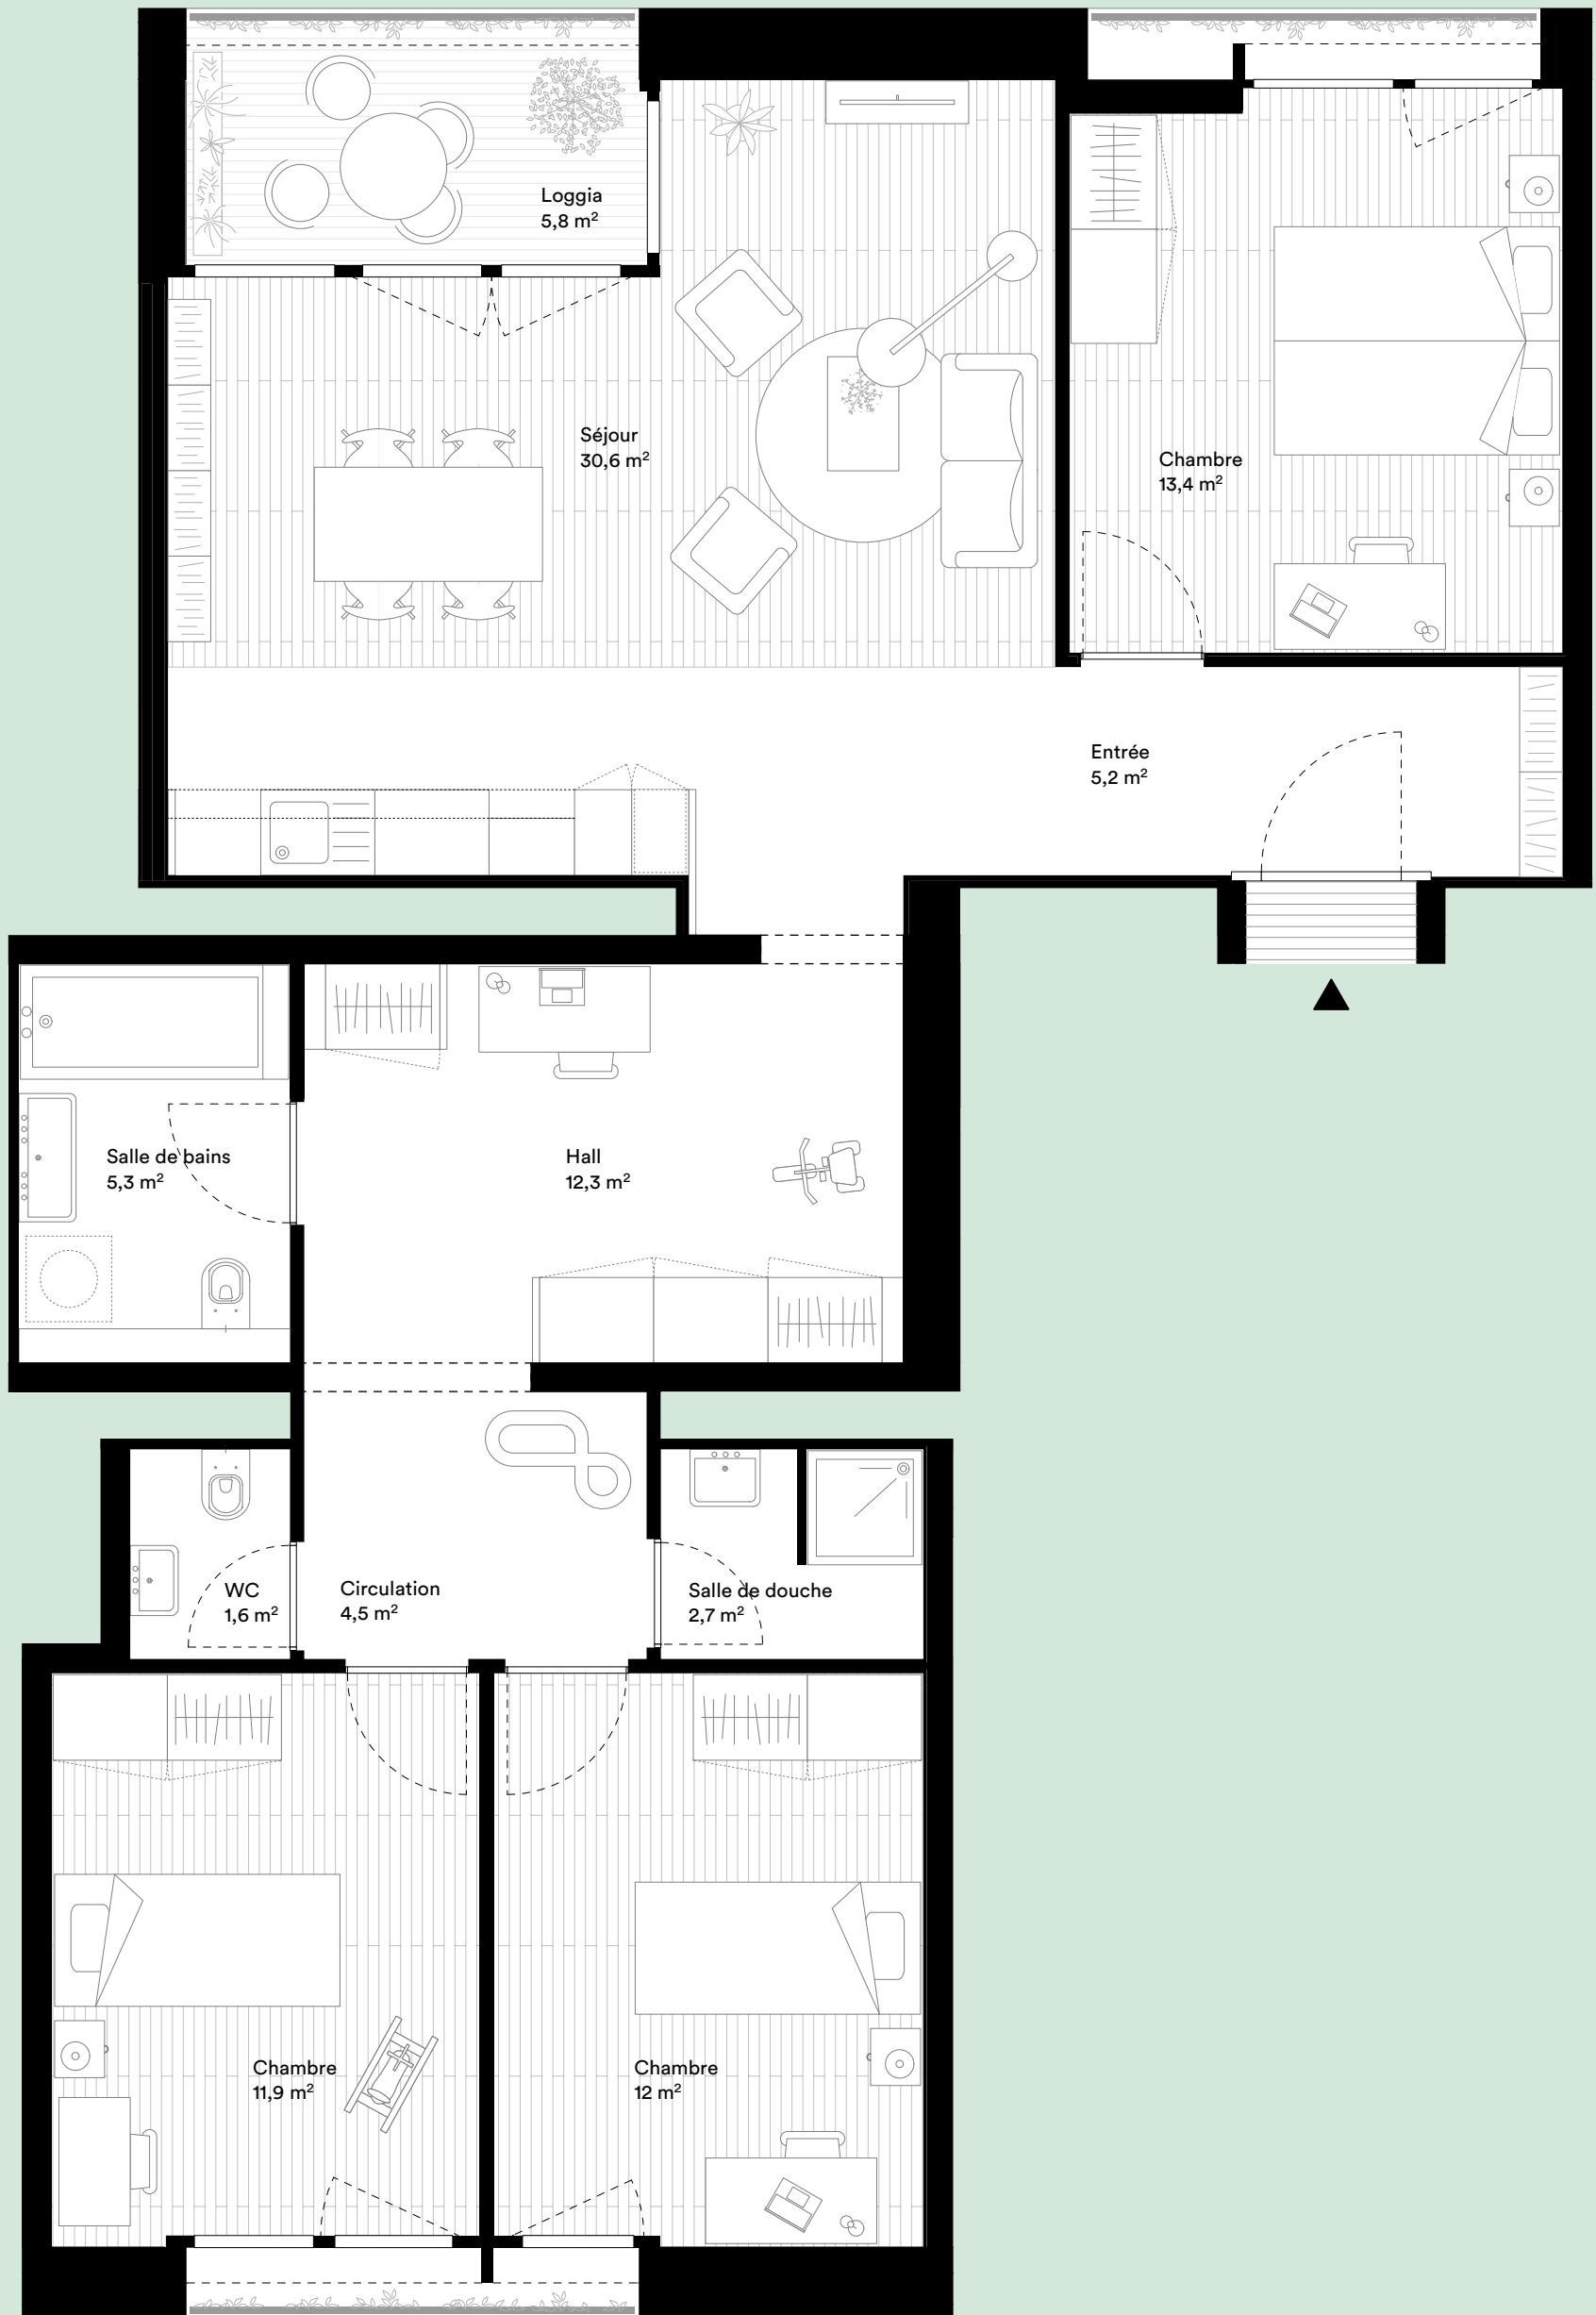 Loggia
5,8 m²
Séjour
30,6 m²
Chambre
13,4 m²
Entrée
5,2 m²
Salle de bains
5,3 m²
Hall
12,3 m²
WC
1,6 m²
Circulation
4,5 m²
Salle de douche
2,7 m²
Chambre
11,9 m²
Chambre
12 m²